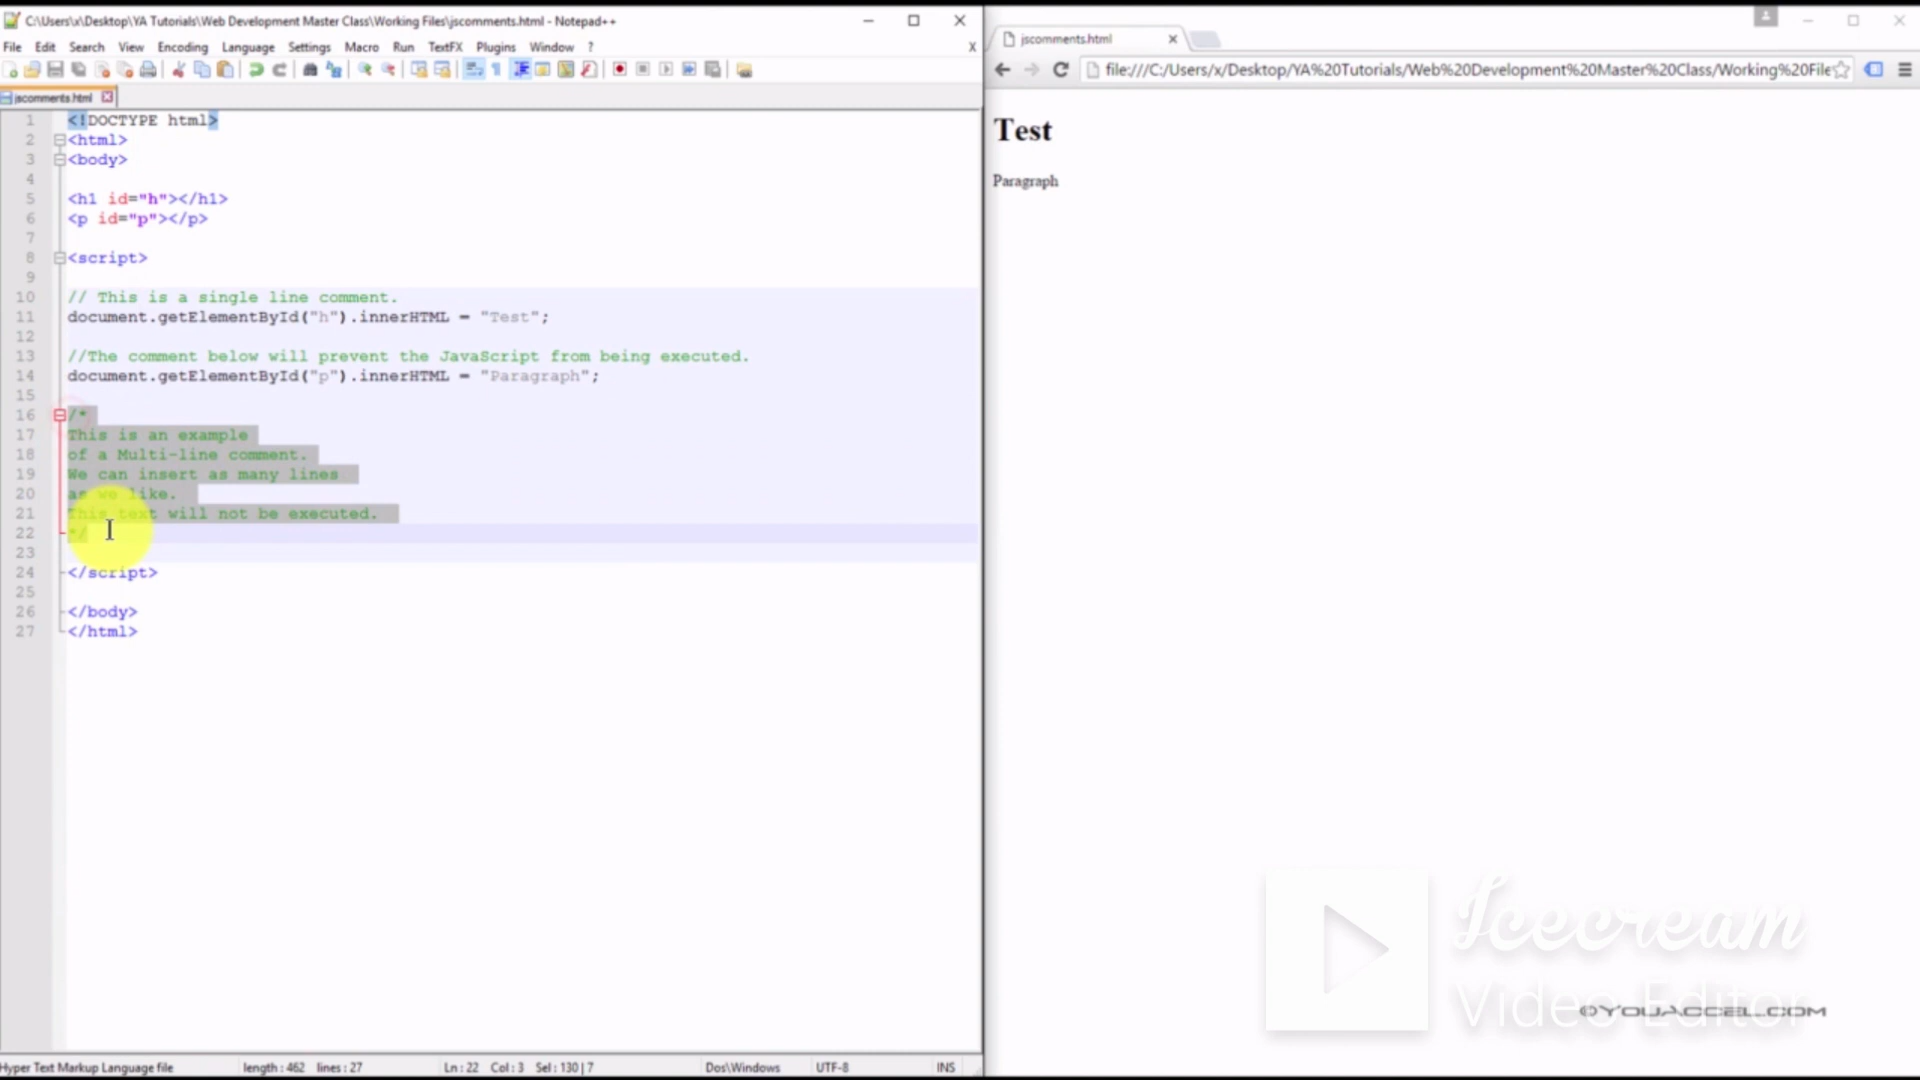 C:\Users\x\Desktop\YA Tutorials\Web Development Master Class\Working Files\jscomments.html - Notepad++
File Edit Search View Encoding Language Settings Macro Run TextFX Plugins Window ? X
jscomments.html
1 <!DOCTYPE html>
2 <html>
3 <body>
4
5 <h1 id="h"></h1>
6 <p id="p"></p>
7
8 <script>
9
10 // This is a single line comment.
11 document.getElementById("h").innerHTML = "Test";
12
13 //The comment below will prevent the JavaScript from being executed.
14 document.getElementById("p").innerHTML = "Paragraph";
15
16 /*
17 This is an example
18 of a Multi-line comment.
19 We can insert as many lines
20 as we like.
21 This text will not be executed.
22 */
23
24 </script>
25
26 </body>
27 </html>
Hyper Text Markup Language file length : 462 lines : 27 Ln : 22 Col : 3 Sel : 130 | 7 Dos\Windows UTF-8 INS
jscomments.html
file:///C:/Users/x/Desktop/YA%20Tutorials/Web%20Development%20Master%20Class/Working%20File
Test
Paragraph
Icecream
Video Editor
©YOUACCEL.COM